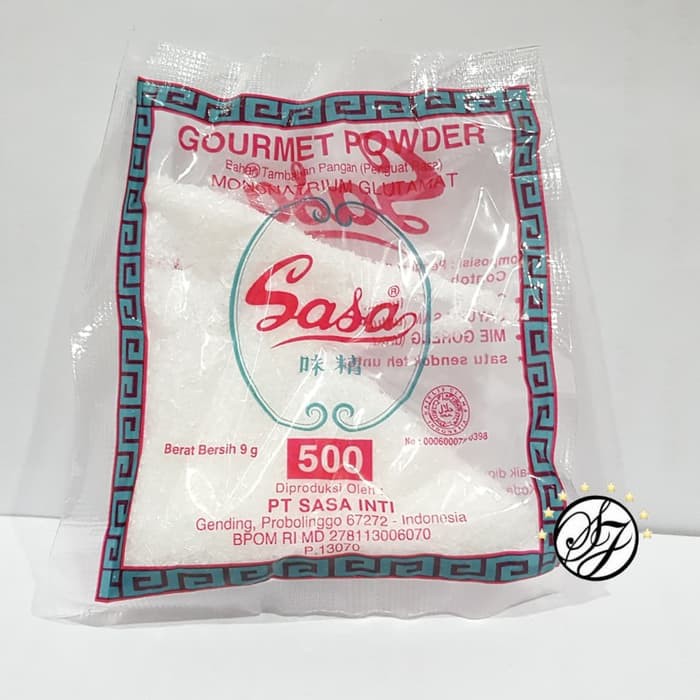 GOURMET POWDER
Bahan Tambahan Pangan (Penguat Rasa)
MONONATRIUM GLUTAMAT
Sasa®
味精
Berat Bersih 9 g
500
Diproduksi Oleh :
PT SASA INTI
Gending, Probolinggo 67272 - Indonesia
BPOM RI MD 278113006070
P.13070